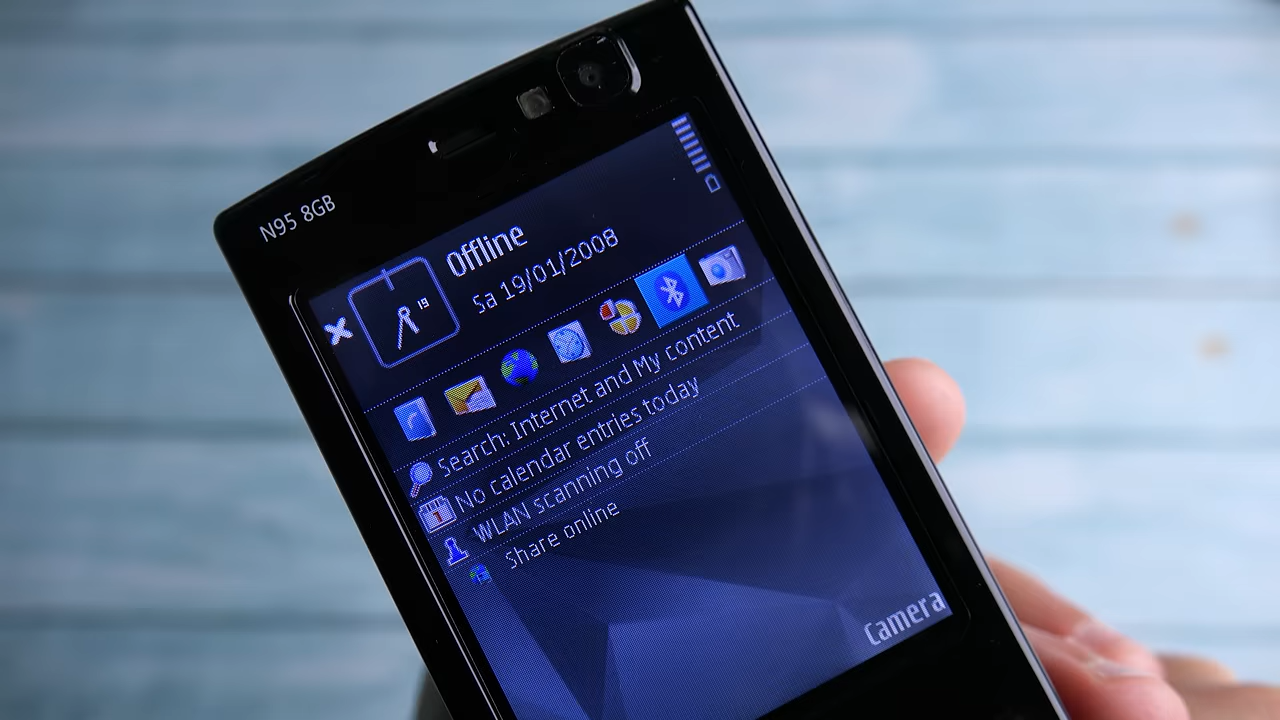 N95 8GB
Offline
Sa 19/01/2008
19
Search: Internet and My content
No calendar entries today
WLAN scanning off
Share online
Camera